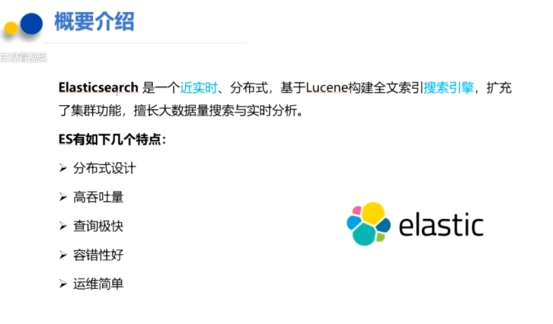 概要介绍
Elasticsearch 是一个近实时、分布式，基于Lucene构建全文索引搜索引擎，扩充
了集群功能，擅长大数据量搜索与实时分析。
ES有如下几个特点：
➢ 分布式设计
➢ 高吞吐量
➢ 查询极快
➢ 容错性好
➢ 运维简单
elastic